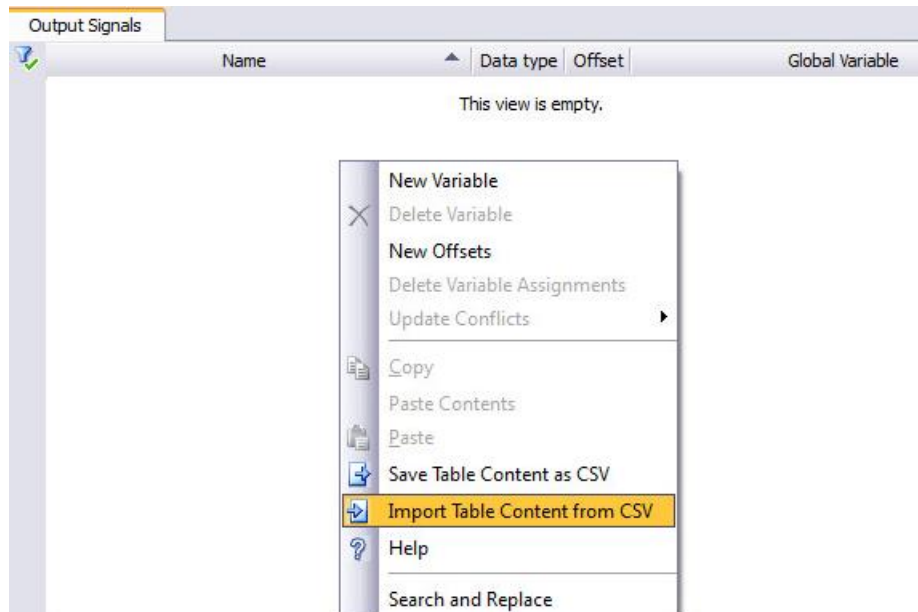 Output Signals
Name Data type Offset Global Variable
This view is empty.
New Variable
Delete Variable
New Offsets
Delete Variable Assignments
Update Conflicts
Copy
Paste Contents
Paste
Save Table Content as CSV
Import Table Content from CSV
Help
Search and Replace